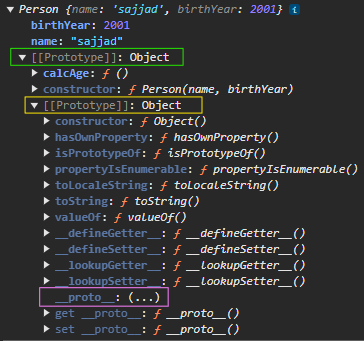 ▼ Person {name: 'sajjad', birthYear: 2001} i
birthYear: 2001
name: "sajjad"
▼ [[Prototype]]: Object
▶ calcAge: ƒ ()
▶ constructor: ƒ Person(name, birthYear)
▼ [[Prototype]]: Object
▶ constructor: ƒ Object()
▶ hasOwnProperty: ƒ hasOwnProperty()
▶ isPrototypeOf: ƒ isPrototypeOf()
▶ propertyIsEnumerable: ƒ propertyIsEnumerable()
▶ toLocaleString: ƒ toLocaleString()
▶ toString: ƒ toString()
▶ valueOf: ƒ valueOf()
▶ __defineGetter__: ƒ __defineGetter__()
▶ __defineSetter__: ƒ __defineSetter__()
▶ __lookupGetter__: ƒ __lookupGetter__()
▶ __lookupSetter__: ƒ __lookupSetter__()
__proto__: (...)
▶ get __proto__: ƒ __proto__()
▶ set __proto__: ƒ __proto__()